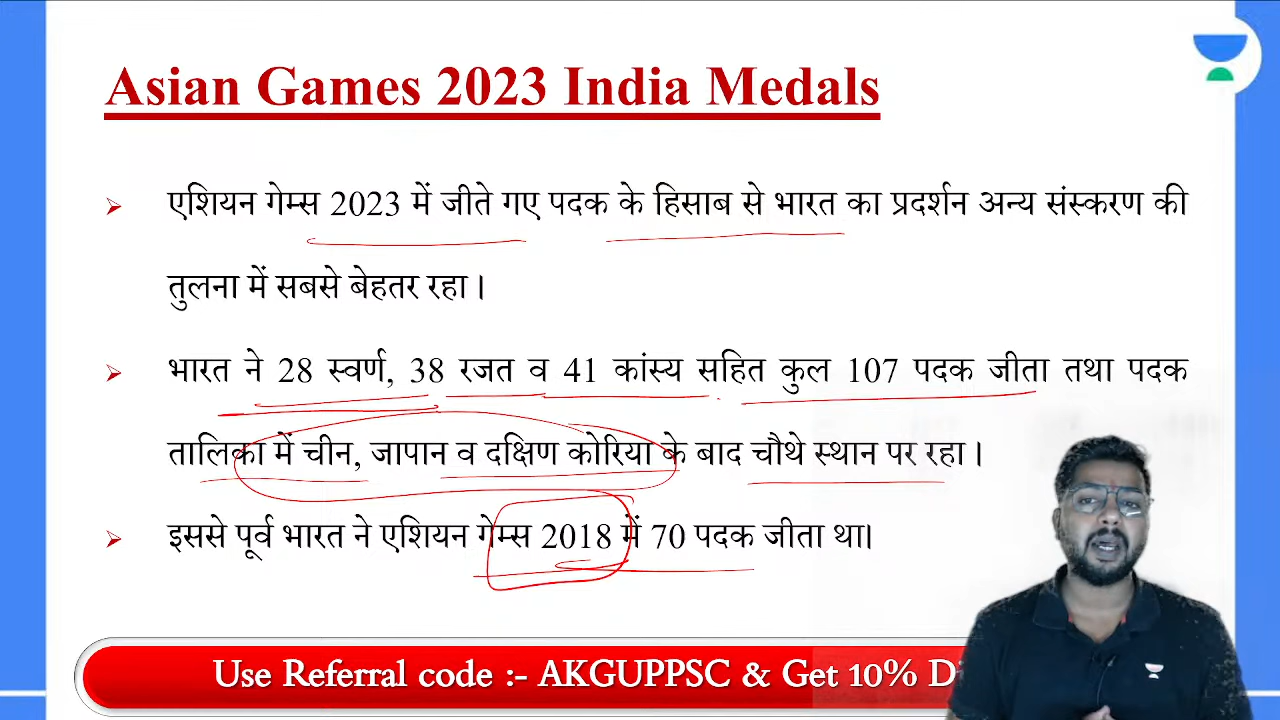 Asian Games 2023 India Medals
एशियन गेम्स 2023 में जीते गए पदक के हिसाब से भारत का प्रदर्शन अन्य संस्करण की
तुलना में सबसे बेहतर रहा।
भारत ने 28 स्वर्ण, 38 रजत व 41 कांस्य सहित कुल 107 पदक जीता तथा पदक
तालिका में चीन, जापान व दक्षिण कोरिया के बाद चौथे स्थान पर रहा।
इससे पूर्व भारत ने एशियन गेम्स 2018 में 70 पदक जीता था।
Use Referral code :- AKGUPPSC & Get 10%